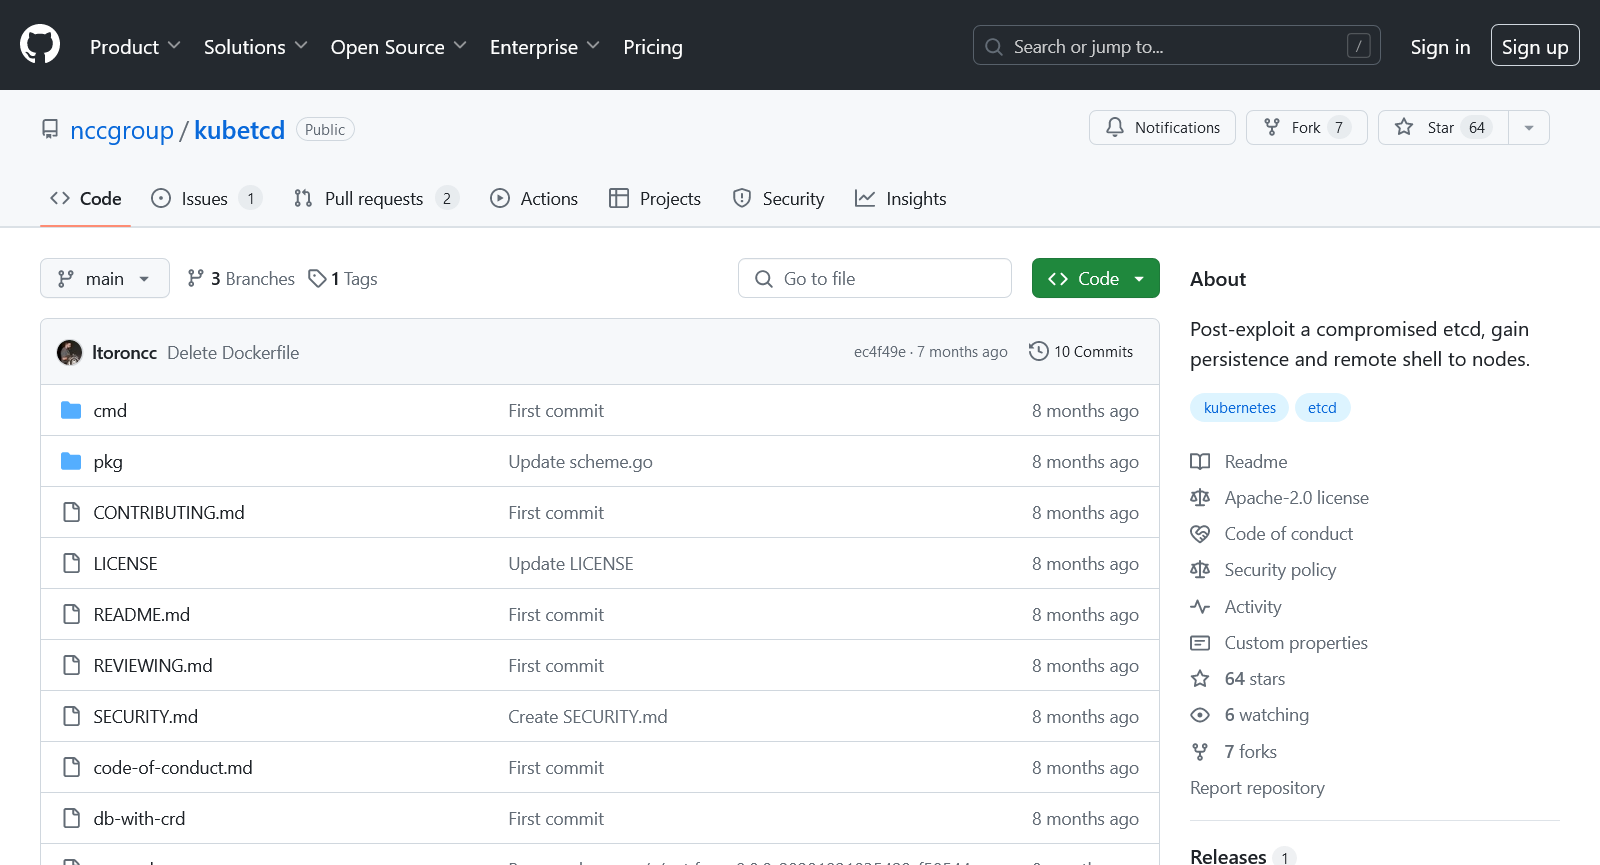 Product Solutions Open Source Enterprise Pricing Search or jump to... / Sign in Sign up
nccgroup / kubetcd Public Notifications Fork 7 Star 64
Code Issues 1 Pull requests 2 Actions Projects Security Insights
main 3 Branches 1 Tags Go to file Code
ltoroncc Delete Dockerfile ec4f49e · 7 months ago 10 Commits
cmd First commit 8 months ago
pkg Update scheme.go 8 months ago
CONTRIBUTING.md First commit 8 months ago
LICENSE Update LICENSE 8 months ago
README.md First commit 8 months ago
REVIEWING.md First commit 8 months ago
SECURITY.md Create SECURITY.md 8 months ago
code-of-conduct.md First commit 8 months ago
db-with-crd First commit 8 months ago
About
Post-exploit a compromised etcd, gain
persistence and remote shell to nodes.
kubernetes etcd
Readme
Apache-2.0 license
Code of conduct
Security policy
Activity
Custom properties
64 stars
6 watching
7 forks
Report repository
Releases 1